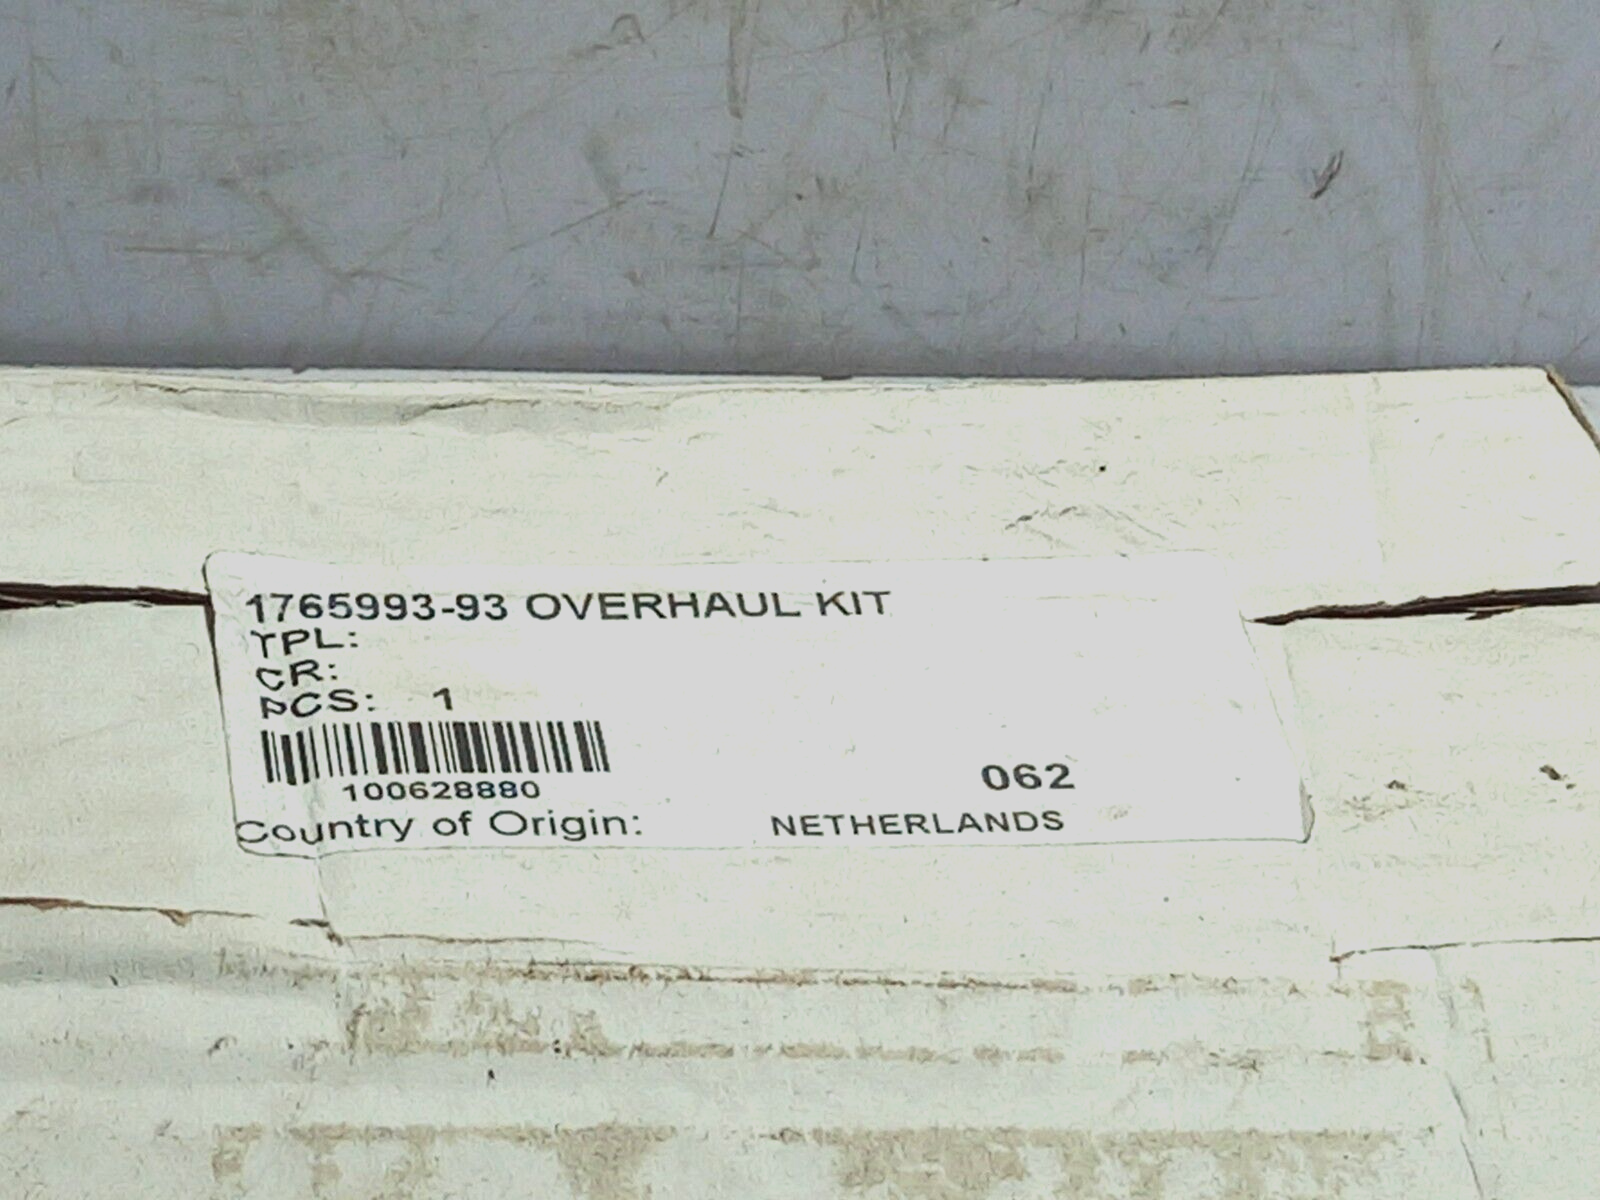 1765993-93 OVERHAUL KIT
TPL:
CR:
PCS: 1
100628880
062
Country of Origin: NETHERLANDS